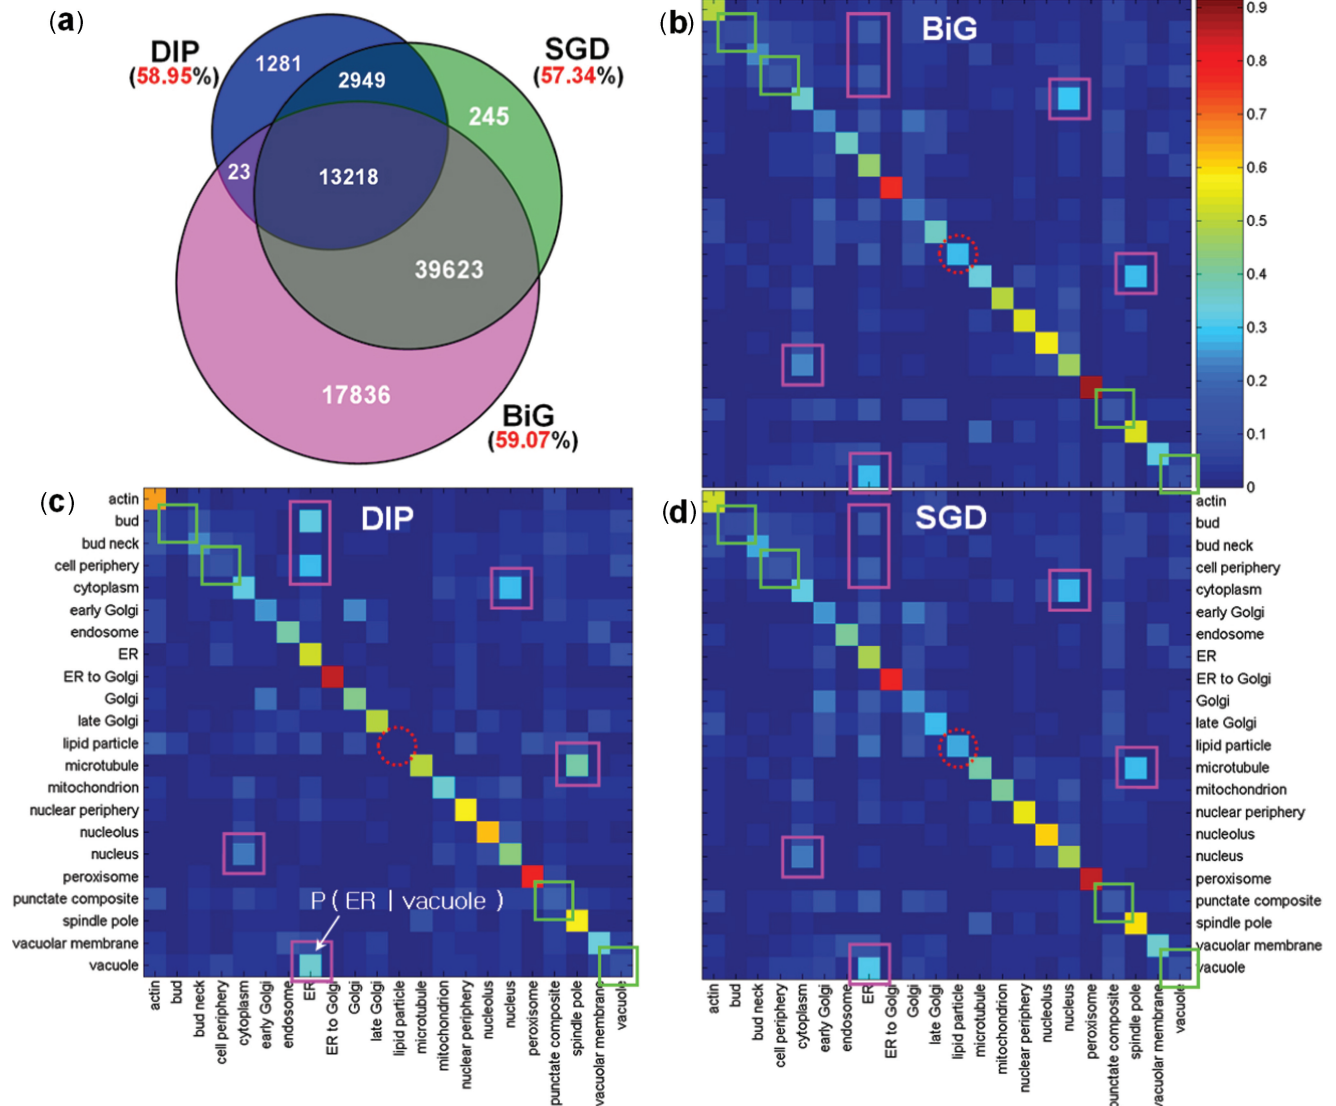 (a)
DIP
(58.95%)
SGD
(57.34%)
1281
2949
245
23
13218
39623
17836
BiG
(59.07%)
(b)
BiG
0.9
0.8
0.7
0.6
0.5
0.4
0.3
0.2
0.1
0
(c)
DIP
actin
bud
bud neck
cell periphery
cytoplasm
early Golgi
endosome
ER
ER to Golgi
Golgi
late Golgi
lipid particle
microtubule
mitochondrion
nuclear periphery
nucleolus
nucleus
peroxisome
punctate composite
spindle pole
vacuolar membrane
vacuole
P ( ER | vacuole )
actin
bud
bud neck
cell periphery
cytoplasm
early Golgi
endosome
ER
ER to Golgi
Golgi
late Golgi
lipid particle
microtubule
mitochondrion
nuclear periphery
nucleolus
nucleus
peroxisome
punctate composite
spindle pole
vacuolar membrane
vacuole
(d)
SGD
actin
bud
bud neck
cell periphery
cytoplasm
early Golgi
endosome
ER
ER to Golgi
Golgi
late Golgi
lipid particle
microtubule
mitochondrion
nuclear periphery
nucleolus
nucleus
peroxisome
punctate composite
spindle pole
vacuolar membrane
vacuole
actin
bud
bud neck
cell periphery
cytoplasm
early Golgi
endosome
ER
ER to Golgi
Golgi
late Golgi
lipid particle
microtubule
mitochondrion
nuclear periphery
nucleolus
nucleus
peroxisome
punctate composite
spindle pole
vacuolar membrane
vacuole